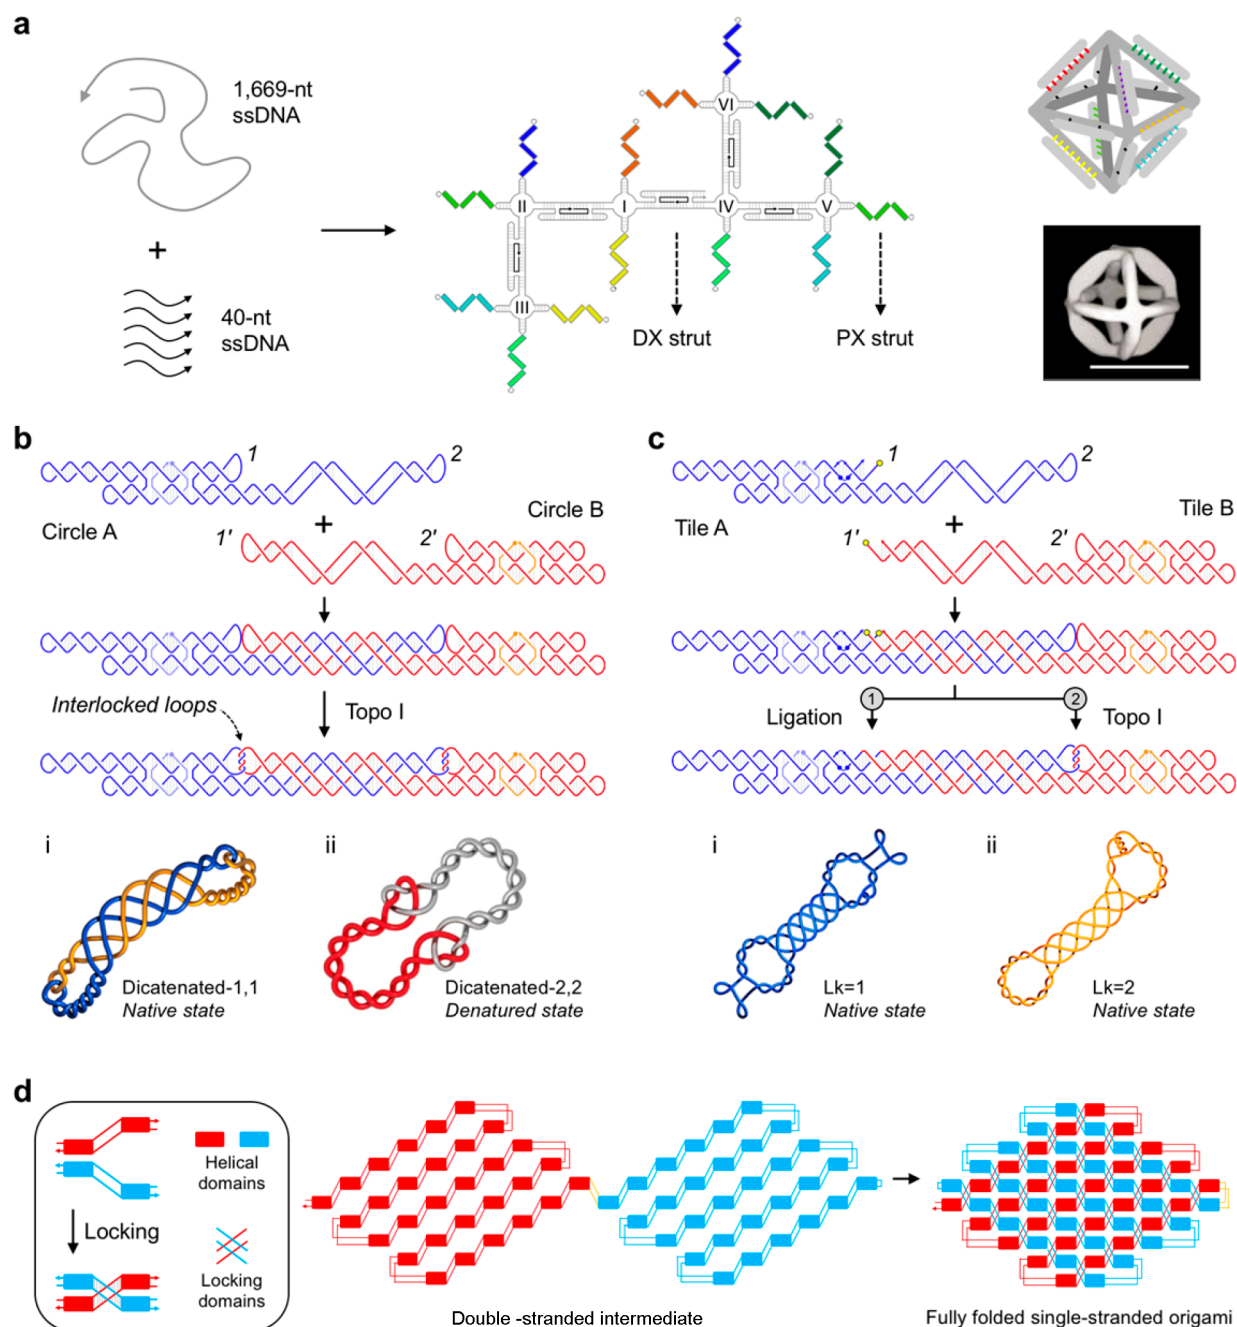 a
1,669-nt
ssDNA
+
40-nt
ssDNA
VI
II
I
IV
V
III
DX strut
PX strut
b
1
2
Circle A
+
Circle B
1'
2'
Interlocked loops
Topo I
i
ii
Dicatenated-1,1
Native state
Dicatenated-2,2
Denatured state
c
1
2
Tile A
+
Tile B
1'
2'
1
2
Ligation
Topo I
i
ii
Lk=1
Native state
Lk=2
Native state
d
Helical
domains
Locking
Locking
domains
Double -stranded intermediate
Fully folded single-stranded origami